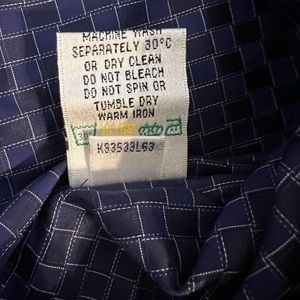 MACHINE WASH
SEPARATELY 30°C
OR DRY CLEAN
DO NOT BLEACH
DO NOT SPIN OR
TUMBLE DRY
WARM IRON
K93533L63